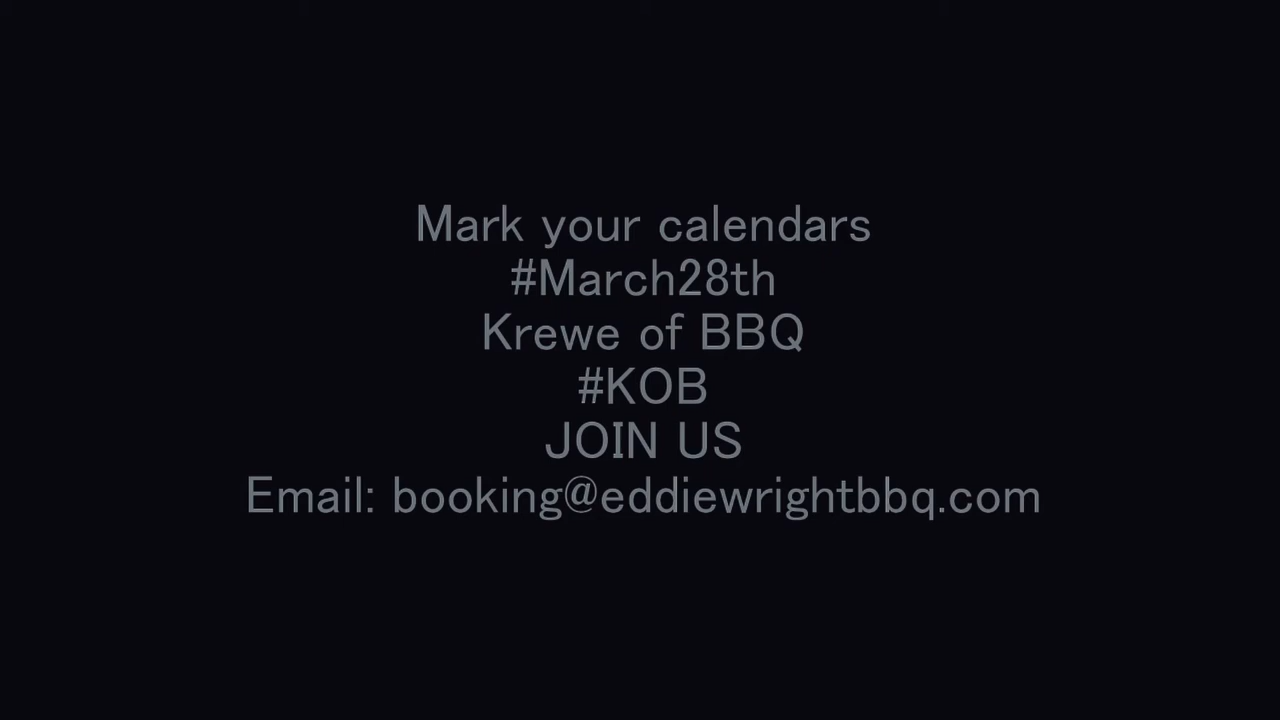 Mark your calendars
#March28th
Krewe of BBQ
#KOB
JOIN US
Email: booking@eddiewrightbbq.com